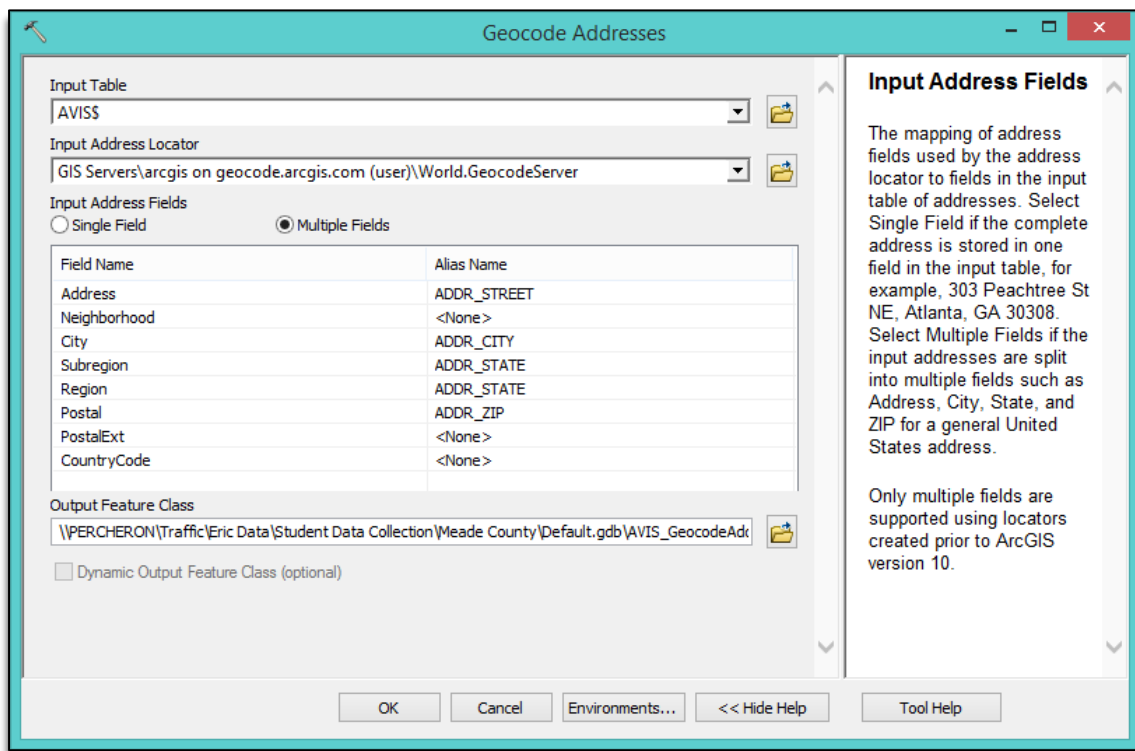 Geocode Addresses
Input Table
AVIS$
Input Address Locator
GIS Servers\arcgis on geocode.arcgis.com (user)\World.GeocodeServer
Input Address Fields
Single Field Multiple Fields
Field Name Alias Name
Address ADDR_STREET
Neighborhood <None>
City ADDR_CITY
Subregion ADDR_STATE
Region ADDR_STATE
Postal ADDR_ZIP
PostalExt <None>
CountryCode <None>
Output Feature Class
\\PERCHERON\Traffic\Eric Data\Student Data Collection\Meade County\Default.gdb\AVIS_GeocodeAdd
Dynamic Output Feature Class (optional)
Input Address Fields
The mapping of address
fields used by the address
locator to fields in the input
table of addresses. Select
Single Field if the complete
address is stored in one
field in the input table, for
example, 303 Peachtree St
NE, Atlanta, GA 30308.
Select Multiple Fields if the
input addresses are split
into multiple fields such as
Address, City, State, and
ZIP for a general United
States address.
Only multiple fields are
supported using locators
created prior to ArcGIS
version 10.
OK Cancel Environments... << Hide Help Tool Help